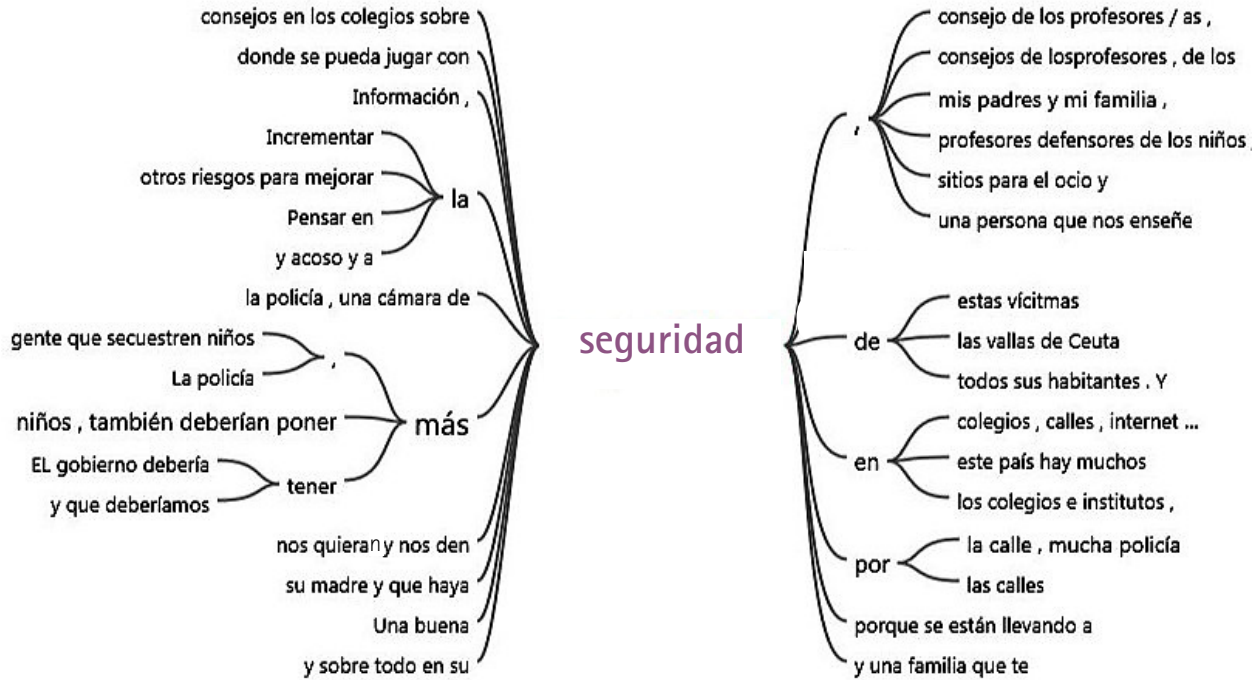 consejos en los colegios sobre
donde se pueda jugar con
Información ,
Incrementar
otros riesgos para mejorar
Pensar en
y acoso y a
la
la policía , una cámara de
gente que secuestren niños
La policía
,
niños , también deberían poner
EL gobierno debería
y que deberíamos
tener
más
nos quieran y nos den
su madre y que haya
Una buena
y sobre todo en su
seguridad
,
consejo de los profesores / as ,
consejos de losprofesores , de los
mis padres y mi familia ,
profesores defensores de los niños ,
sitios para el ocio y
una persona que nos enseñe
de
estas vícitmas
las vallas de Ceuta
todos sus habitantes . Y
en
colegios , calles , internet ...
este país hay muchos
los colegios e institutos ,
por
la calle , mucha policía
las calles
porque se están llevando a
y una familia que te